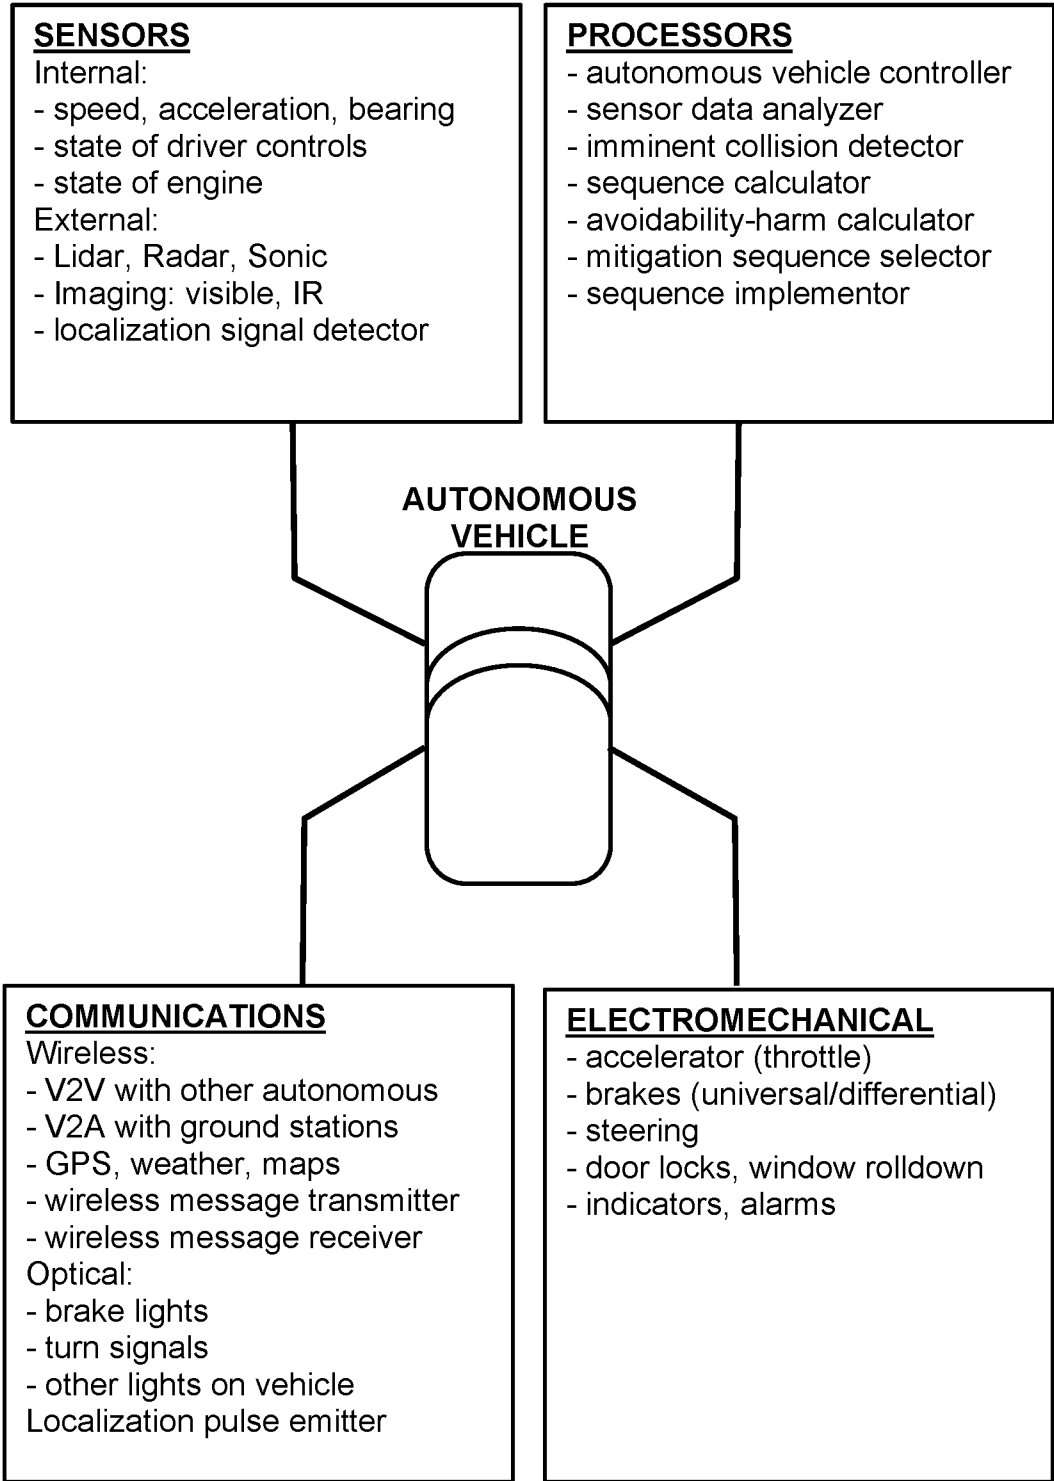 SENSORS
Internal:
- speed, acceleration, bearing
- state of driver controls
- state of engine
External:
- Lidar, Radar, Sonic
- Imaging: visible, IR
- localization signal detector
PROCESSORS
- autonomous vehicle controller
- sensor data analyzer
- imminent collision detector
- sequence calculator
- avoidability-harm calculator
- mitigation sequence selector
- sequence implementor
AUTONOMOUS
VEHICLE
COMMUNICATIONS
Wireless:
- V2V with other autonomous
- V2A with ground stations
- GPS, weather, maps
- wireless message transmitter
- wireless message receiver
Optical:
- brake lights
- turn signals
- other lights on vehicle
Localization pulse emitter
ELECTROMECHANICAL
- accelerator (throttle)
- brakes (universal/differential)
- steering
- door locks, window rolldown
- indicators, alarms